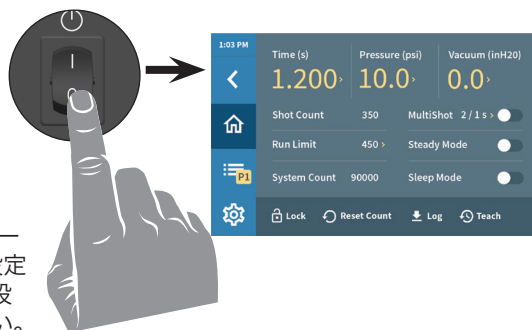 1:03 PM
Time (s) Pressure (psi) Vacuum (inH20)
1.200 10.0 0.0
Shot Count 350 MultiShot 2 / 1 s
Run Limit 450 Steady Mode
P1
System Count 90000 Sleep Mode
Lock Reset Count Log Teach
ー
定
设
い。